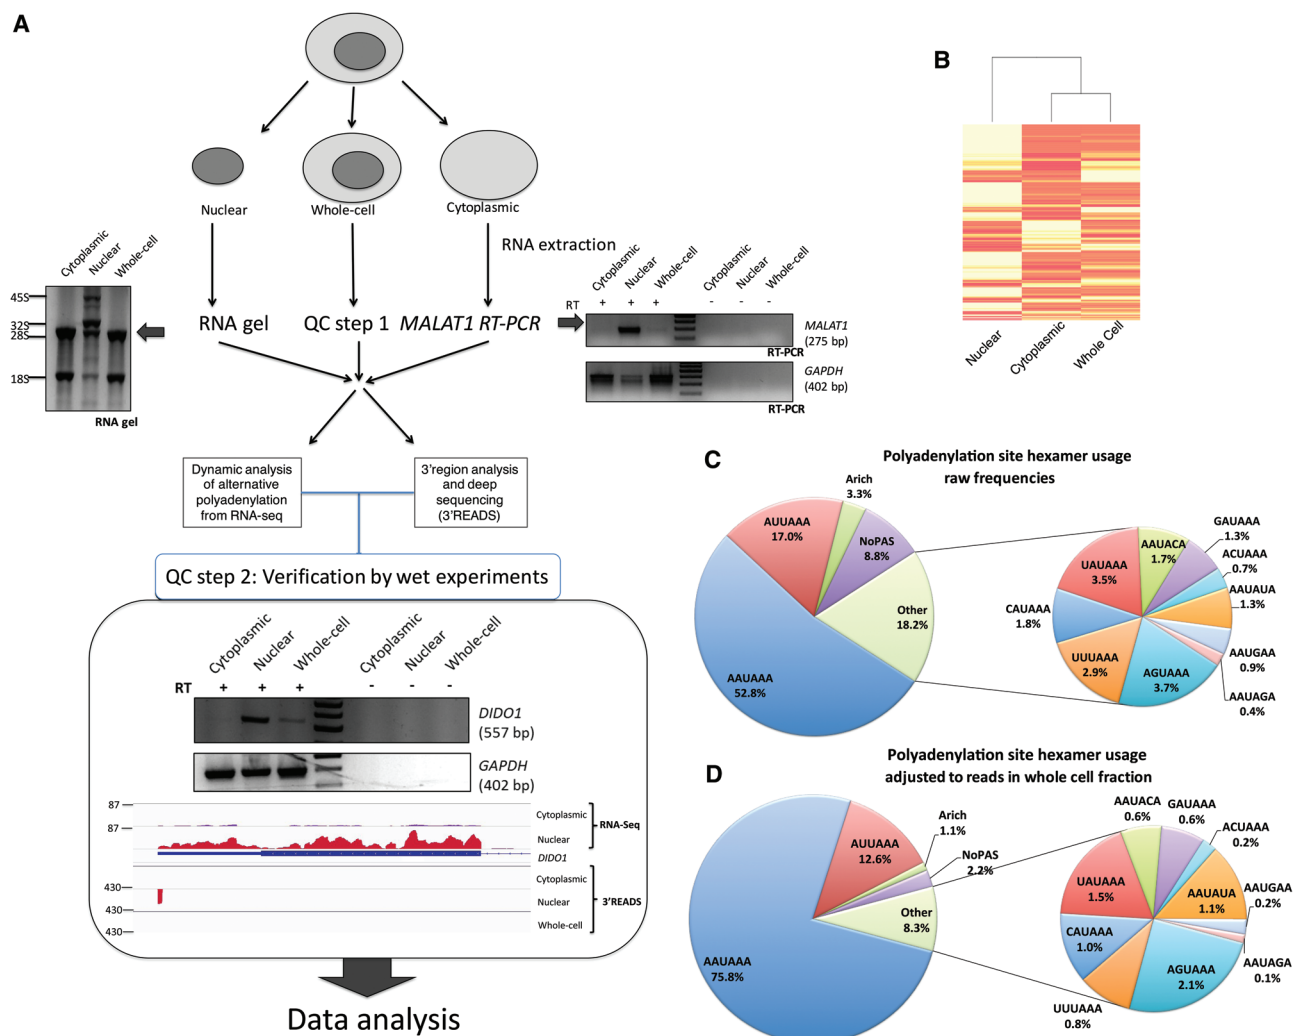 A
Nuclear
Whole-cell
Cytoplasmic
RNA extraction
Cytoplasmic
Nuclear
Whole-cell
45S
32S
28S
18S
RNA gel
RNA gel
QC step 1
MALAT1 RT-PCR
Cytoplasmic
Nuclear
Whole-cell
Cytoplasmic
Nuclear
Whole-cell
RT + + + - - -
MALAT1
(275 bp)
RT-PCR
GAPDH
(402 bp)
RT-PCR
Dynamic analysis
of alternative
polyadenylation
from RNA-seq
3'region analysis
and deep
sequencing
(3'READS)
QC step 2: Verification by wet experiments
Cytoplasmic
Nuclear
Whole-cell
Cytoplasmic
Nuclear
Whole-cell
RT + + + - - -
DIDO1
(557 bp)
GAPDH
(402 bp)
87
Cytoplasmic
RNA-Seq
87
Nuclear
DIDO1
Cytoplasmic
430
Nuclear
3'READS
430
Whole-cell
430
Data analysis
B
Nuclear
Cytoplasmic
Whole Cell
C
Polyadenylation site hexamer usage
raw frequencies
Arich
3.3%
AUUAAA
17.0%
NoPAS
8.8%
Other
18.2%
AAUAAA
52.8%
GAUAAA
1.3%
AAUACA
1.7%
ACUAAA
0.7%
UAUAAA
3.5%
AAUAUA
1.3%
CAUAAA
1.8%
AAUGAA
0.9%
UUUAAA
2.9%
AGUAAA
3.7%
AAUAGA
0.4%
D
Polyadenylation site hexamer usage
adjusted to reads in whole cell fraction
AUUAAA
12.6%
Arich
1.1%
NoPAS
2.2%
Other
8.3%
AAUAAA
75.8%
AAUACA
0.6%
GAUAAA
0.6%
ACUAAA
0.2%
UAUAAA
1.5%
AAUAUA
1.1%
AAUGAA
0.2%
CAUAAA
1.0%
AGUAAA
2.1%
AAUAGA
0.1%
UUUAAA
0.8%